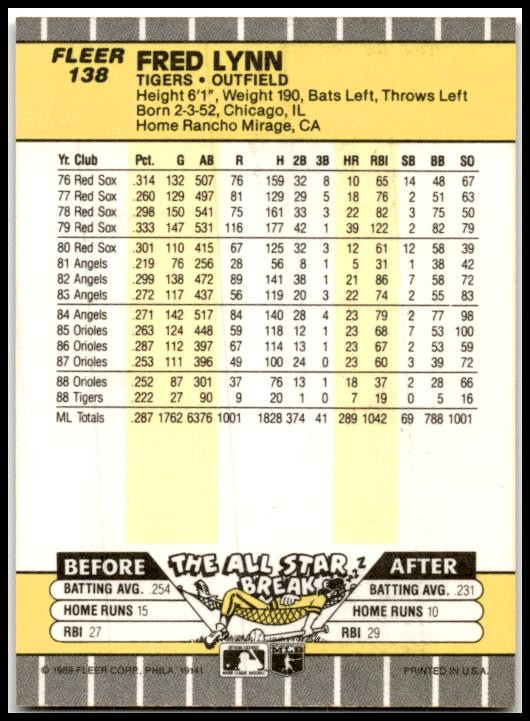 FLEER
138
FRED LYNN
TIGERS • OUTFIELD
Height 6'1", Weight 190, Bats Left, Throws Left
Born 2-3-52, Chicago, IL
Home Rancho Mirage, CA
Yr. Club Pct. G AB R H 2B 3B HR RBI SB BB SO
76 Red Sox .314 132 507 76 159 32 8 10 65 14 48 67
77 Red Sox .260 129 497 81 129 29 5 18 76 2 51 63
78 Red Sox .298 150 541 75 161 33 3 22 82 3 75 50
79 Red Sox .333 147 531 116 177 42 1 39 122 2 82 79
80 Red Sox .301 110 415 67 125 32 3 12 61 12 58 39
81 Angels .219 76 256 28 56 8 1 5 31 1 38 42
82 Angels .299 138 472 89 141 38 1 21 86 7 58 72
83 Angels .272 117 437 56 119 20 3 22 74 2 55 83
84 Angels .271 142 517 84 140 28 4 23 79 2 77 98
85 Orioles .263 124 448 59 118 12 1 23 68 7 53 100
86 Orioles .287 112 397 67 114 13 1 23 67 2 53 59
87 Orioles .253 111 396 49 100 24 0 23 60 3 39 72
88 Orioles .252 87 301 37 76 13 1 18 37 2 28 66
88 Tigers .222 27 90 9 20 1 0 7 19 0 5 16
ML Totals .287 1762 6376 1001 1828 374 41 289 1042 69 788 1001
BEFORE THE ALL STAR BREAK AFTER
BATTING AVG. .254 BATTING AVG. .231
HOME RUNS 15 HOME RUNS 10
RBI 27 RBI 29
OFFICIAL LICENSEE
MAJOR LEAGUE BASEBALL
© 1989 FLEER CORP., PHILA. 19141 PRINTED IN U.S.A.